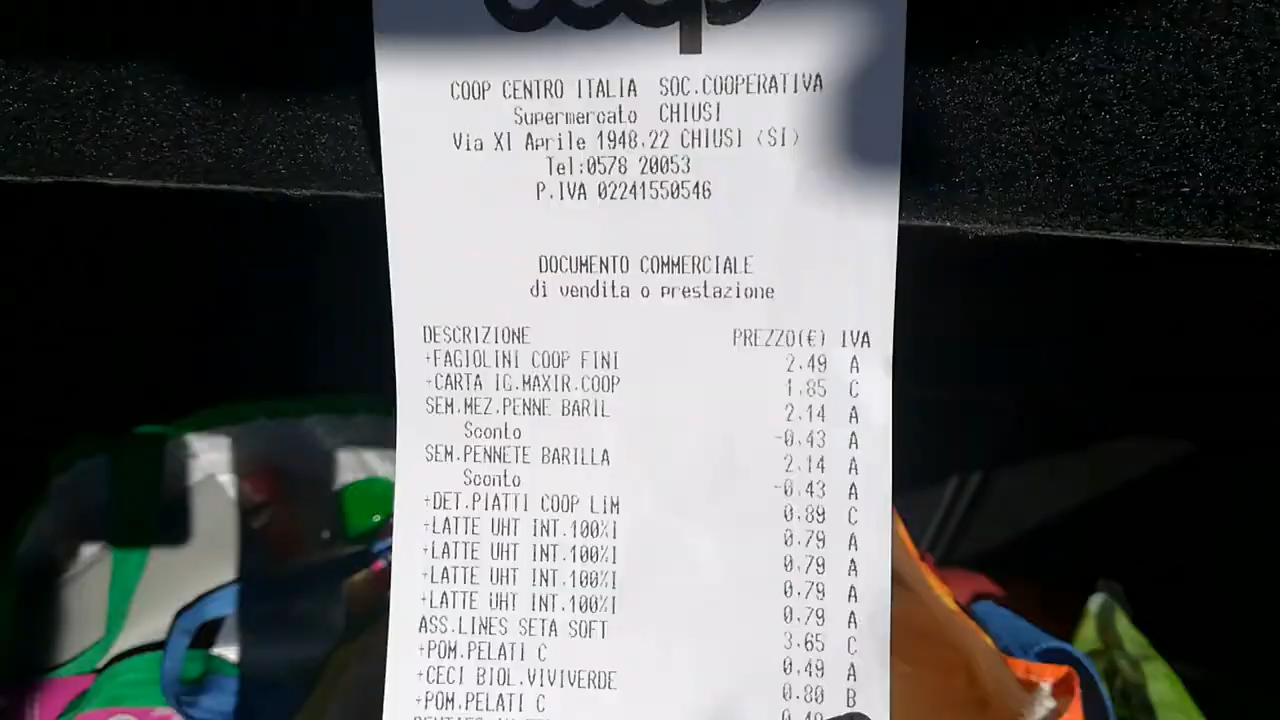 coop
COOP CENTRO ITALIA SOC.COOPERATIVA
Supermercato CHIUSI
Via XI Aprile 1948,22 CHIUSI (SI)
Tel:0578 20053
P.IVA 02241550546
DOCUMENTO COMMERCIALE
di vendita o prestazione
DESCRIZIONE PREZZO(€) IVA
+FAGIOLINI COOP FINI 2,49 A
+CARTA IG.MAXIR.COOP 1,85 C
SEM.MEZ.PENNE BARIL 2,14 A
Sconto -0,43 A
SEM.PENNETE BARILLA 2,14 A
Sconto -0,43 A
+DET.PIATTI COOP LIM 0,89 C
+LATTE UHT INT.100%I 0,79 A
+LATTE UHT INT.100%I 0,79 A
+LATTE UHT INT.100%I 0,79 A
+LATTE UHT INT.100%I 0,79 A
ASS.LINES SETA SOFT 3,65 C
+POM.PELATI C 0,49 A
+CECI BIOL.VIVIVERDE 0,80 B
+POM.PELATI C